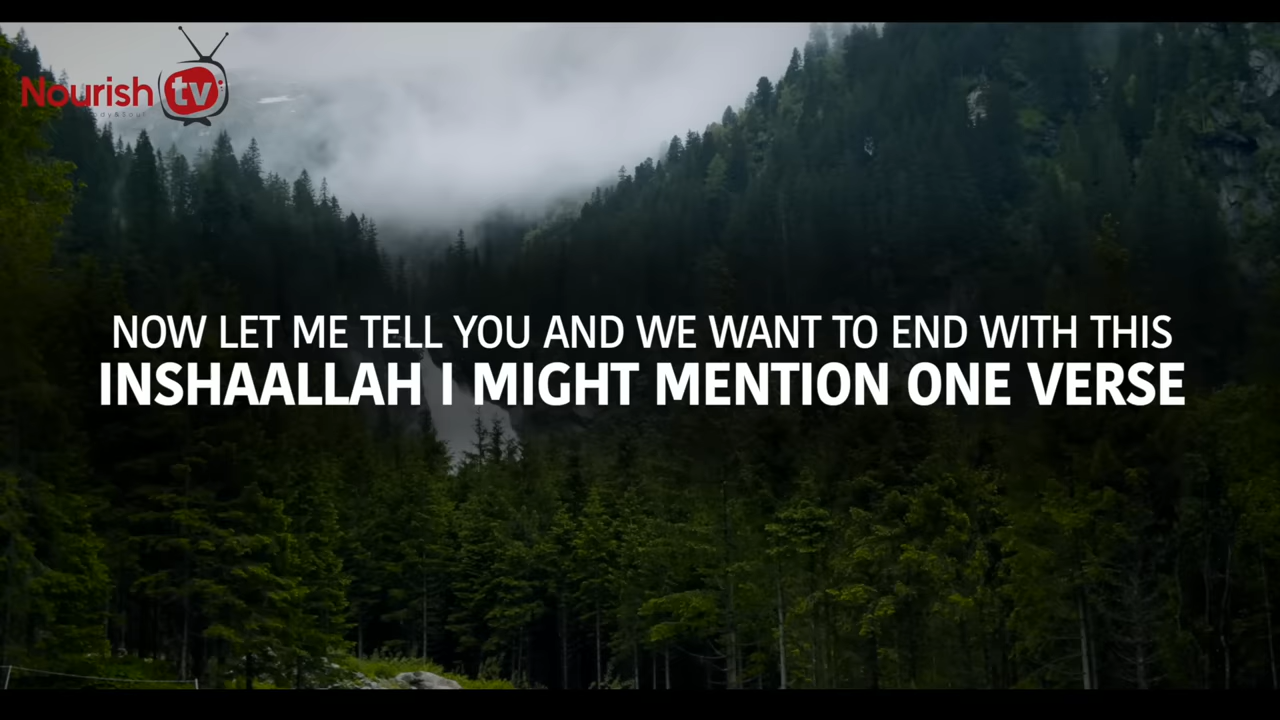 Nourish tv
NOW LET ME TELL YOU AND WE WANT TO END WITH THIS
INSHAALLAH I MIGHT MENTION ONE VERSE